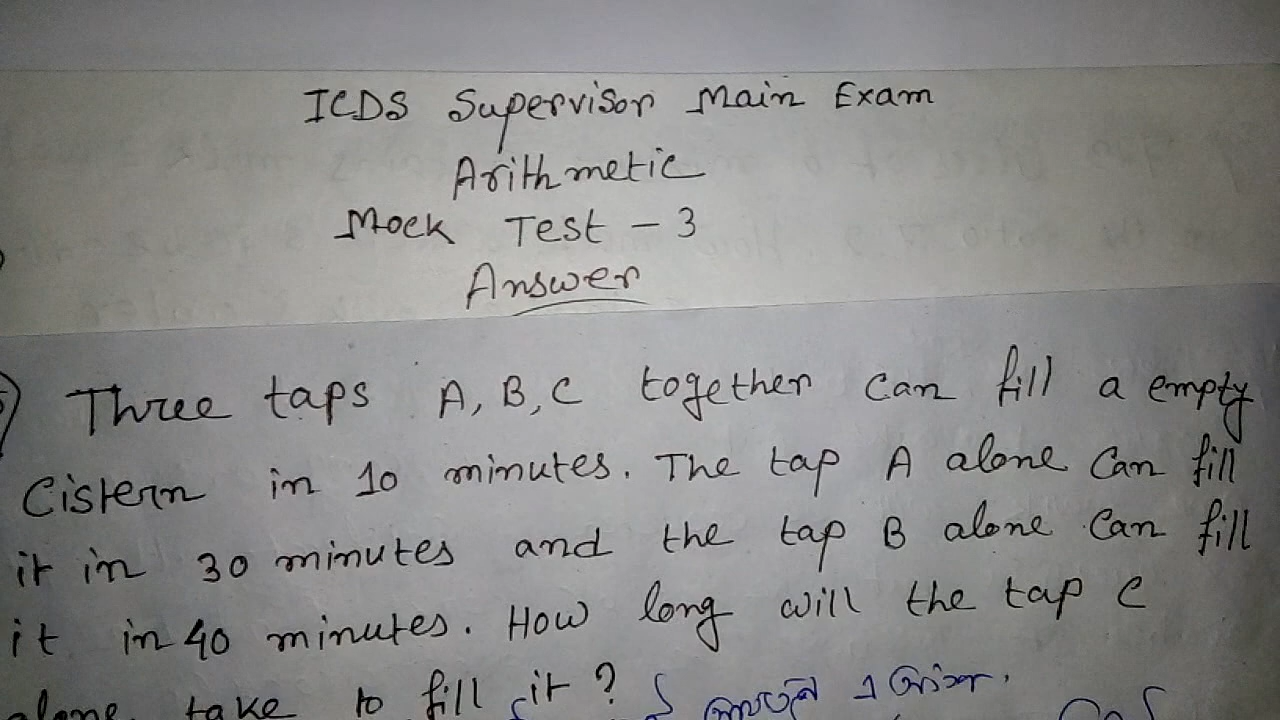 ICDS Supervisor Main Exam
Arithmetic
Mock Test - 3
Answer
Three taps A, B, C together can fill a empty
Cistern in 10 minutes. The tap A alone can fill
it in 30 minutes and the tap B alone can fill
it in 40 minutes. How long will the tap C
alone take to fill it ?